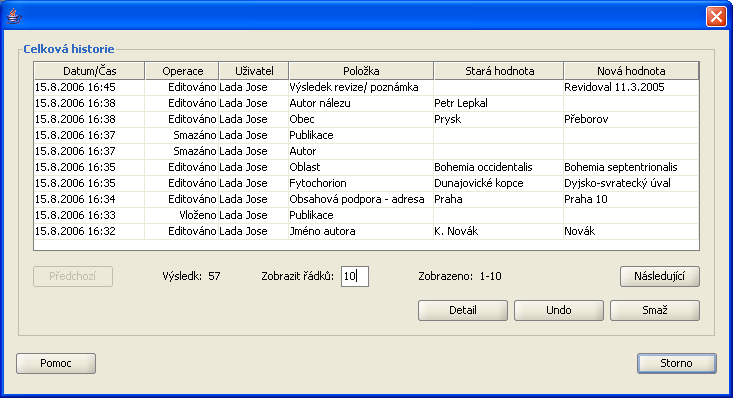 Celková historie
Datum/Čas Operace Uživatel Položka Stará hodnota Nová hodnota
15.8.2006 16:45 Editováno Lada Jose Výsledek revize/ poznámka Revidoval 11.3.2005
15.8.2006 16:38 Editováno Lada Jose Autor nálezu Petr Lepkal
15.8.2006 16:38 Editováno Lada Jose Obec Prysk Přeborov
15.8.2006 16:37 Smazáno Lada Jose Publikace
15.8.2006 16:37 Smazáno Lada Jose Autor
15.8.2006 16:35 Editováno Lada Jose Oblast Bohemia occidentalis Bohemia septentrionalis
15.8.2006 16:35 Editováno Lada Jose Fytochorion Dunajovické kopce Dyjsko-svratecký úval
15.8.2006 16:34 Editováno Lada Jose Obsahová podpora - adresa Praha Praha 10
15.8.2006 16:33 Vloženo Lada Jose Publikace
15.8.2006 16:32 Editováno Lada Jose Jméno autora K. Novák Novák
Předchozí Výsledk: 57 Zobrazit řádků: 10 Zobrazeno: 1-10 Následující
Detail Undo Smaž
Pomoc Storno